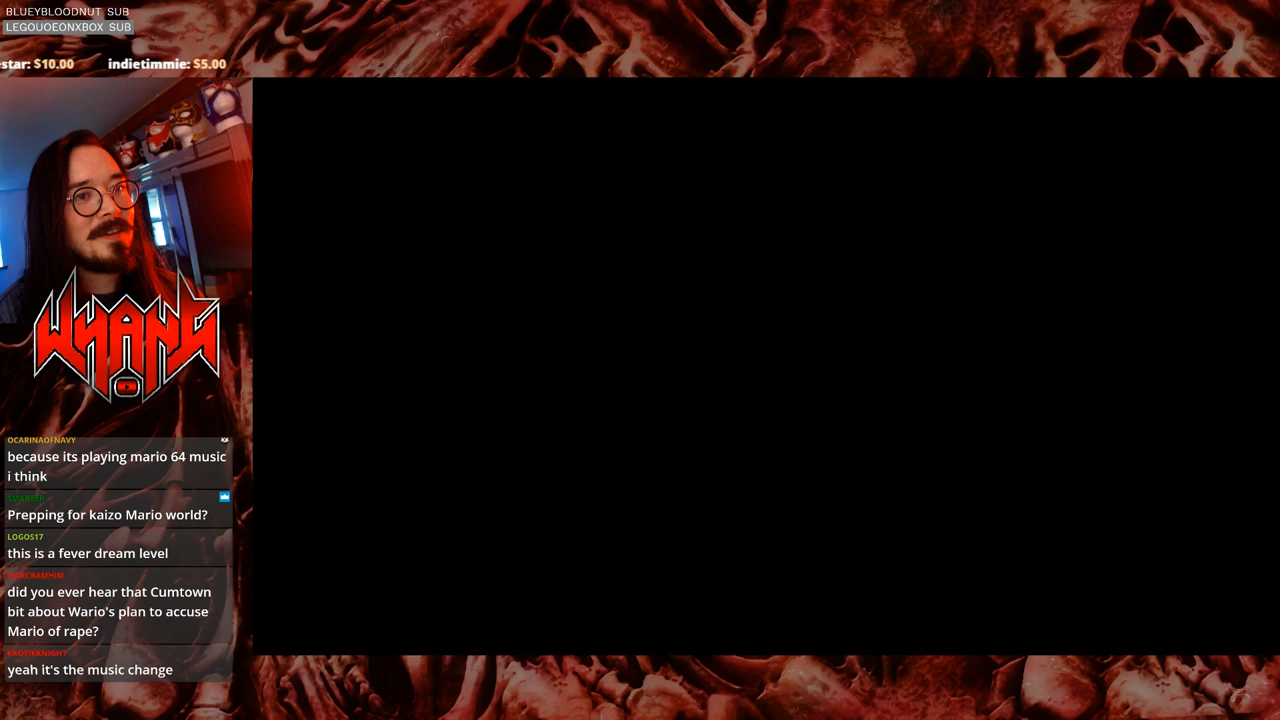 BLUEYBLOODNUT SUB
LEGOUOEONXBOX SUB
star: $10.00 indietimmie: $5.00
WYANG
OCARINAOFNAVY
because its playing mario 64 music
i think
Prepping for kaizo Mario world?
LOGOS17
this is a fever dream level
did you ever hear that Cumtown
bit about Wario's plan to accuse
Mario of rape?
KAOTIKKNIGHT
yeah it's the music change